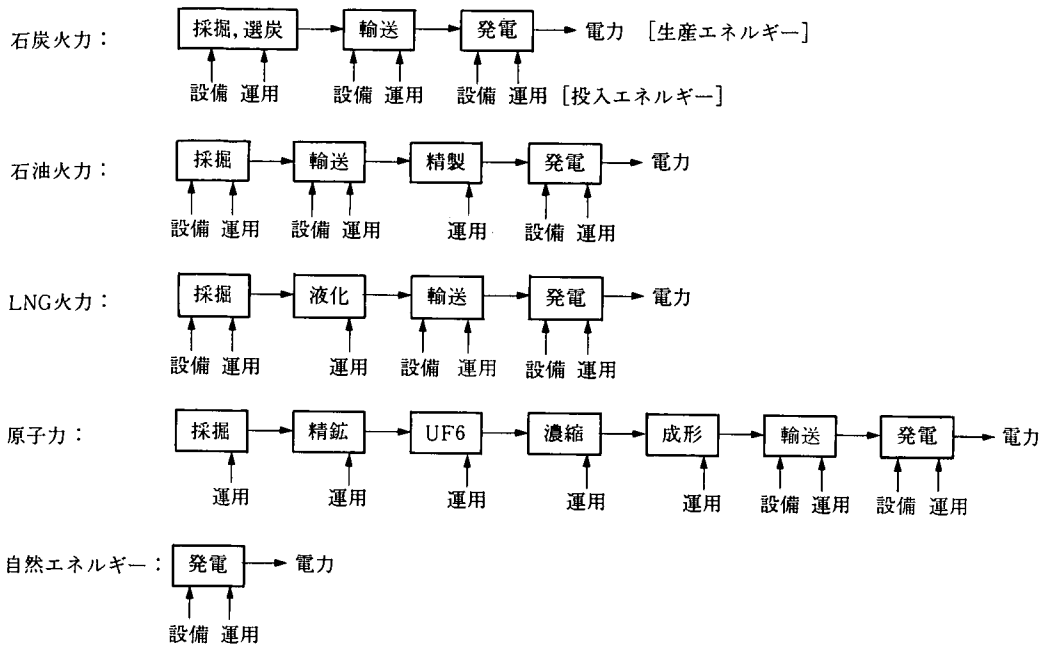 石炭火力： 採掘，選炭 輸送 発電 電力 ［生産エネルギー］
設備 運用 設備 運用 設備 運用 ［投入エネルギー］
石油火力： 採掘 輸送 精製 発電 電力
設備 運用 設備 運用 運用 設備 運用
LNG火力： 採掘 液化 輸送 発電 電力
設備 運用 運用 設備 運用 設備 運用
原子力： 採掘 精鉱 UF6 濃縮 成形 輸送 発電 電力
運用 運用 運用 運用 運用 設備 運用 設備 運用
自然エネルギー： 発電 電力
設備 運用